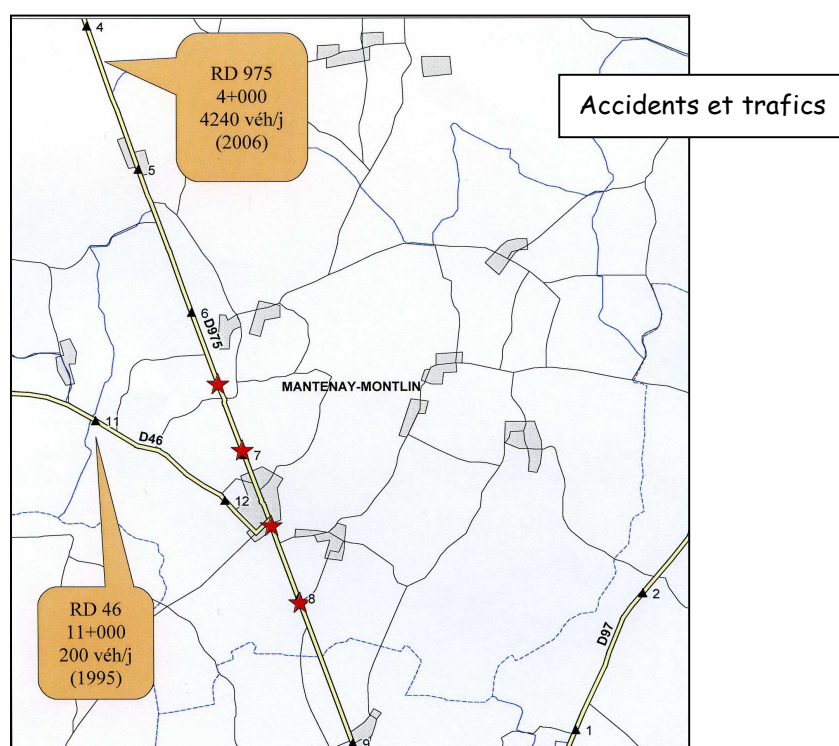 4
RD 975
4+000
4240 véh/j
(2006)
Accidents et trafics
5
6
D975
MANTENAY-MONTLIN
11
D46
7
12
RD 46
11+000
200 véh/j
(1995)
8
2
D97
1
9